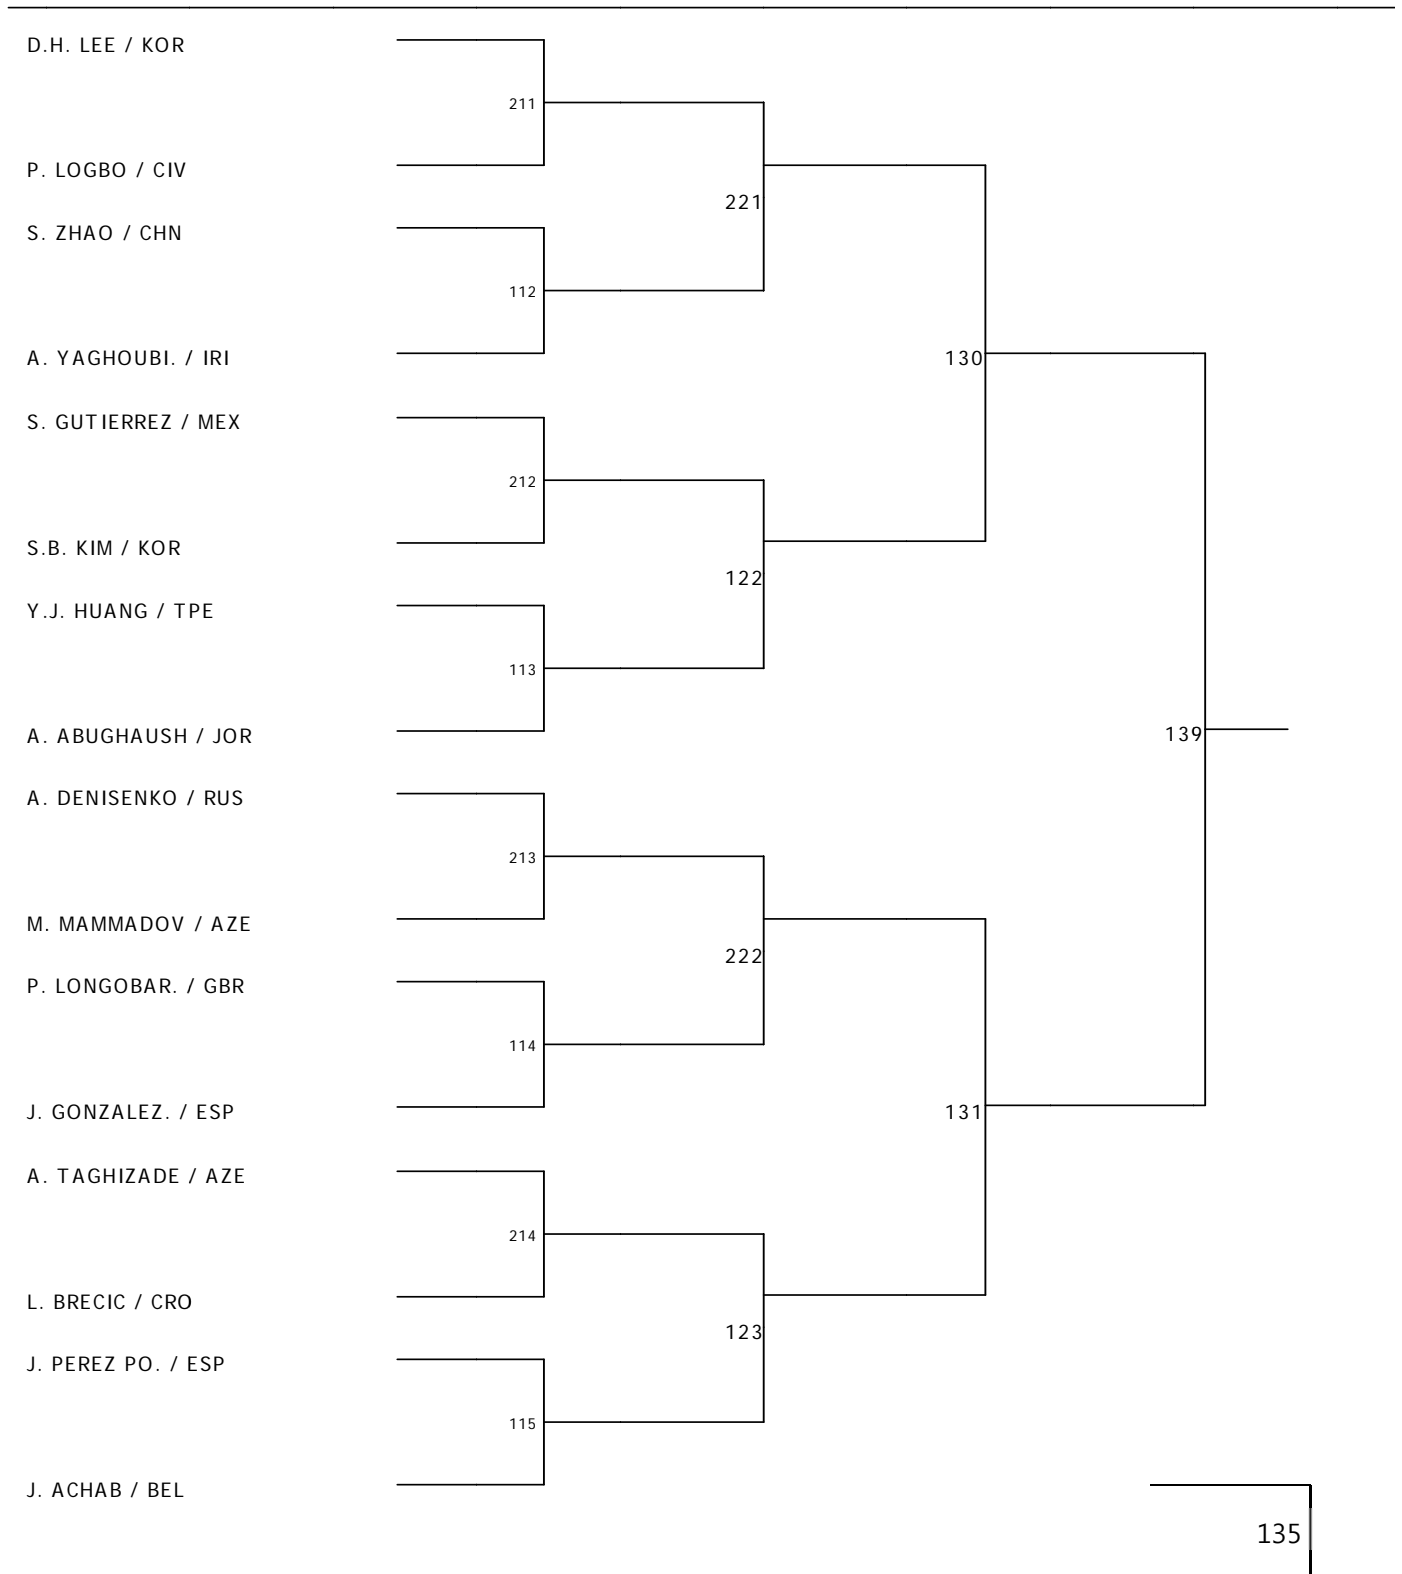 D.H. LEE / KOR
211
P. LOGBO / CIV
221
S. ZHAO / CHN
112
A. YAGHOUBI. / IRI
130
S. GUTIERREZ / MEX
212
S.B. KIM / KOR
122
Y.J. HUANG / TPE
113
A. ABUGHAUSH / JOR
139
A. DENISENKO / RUS
213
M. MAMMADOV / AZE
222
P. LONGOBAR. / GBR
114
J. GONZALEZ. / ESP
131
A. TAGHIZADE / AZE
214
L. BRECIC / CRO
123
J. PEREZ PO. / ESP
115
J. ACHAB / BEL
135